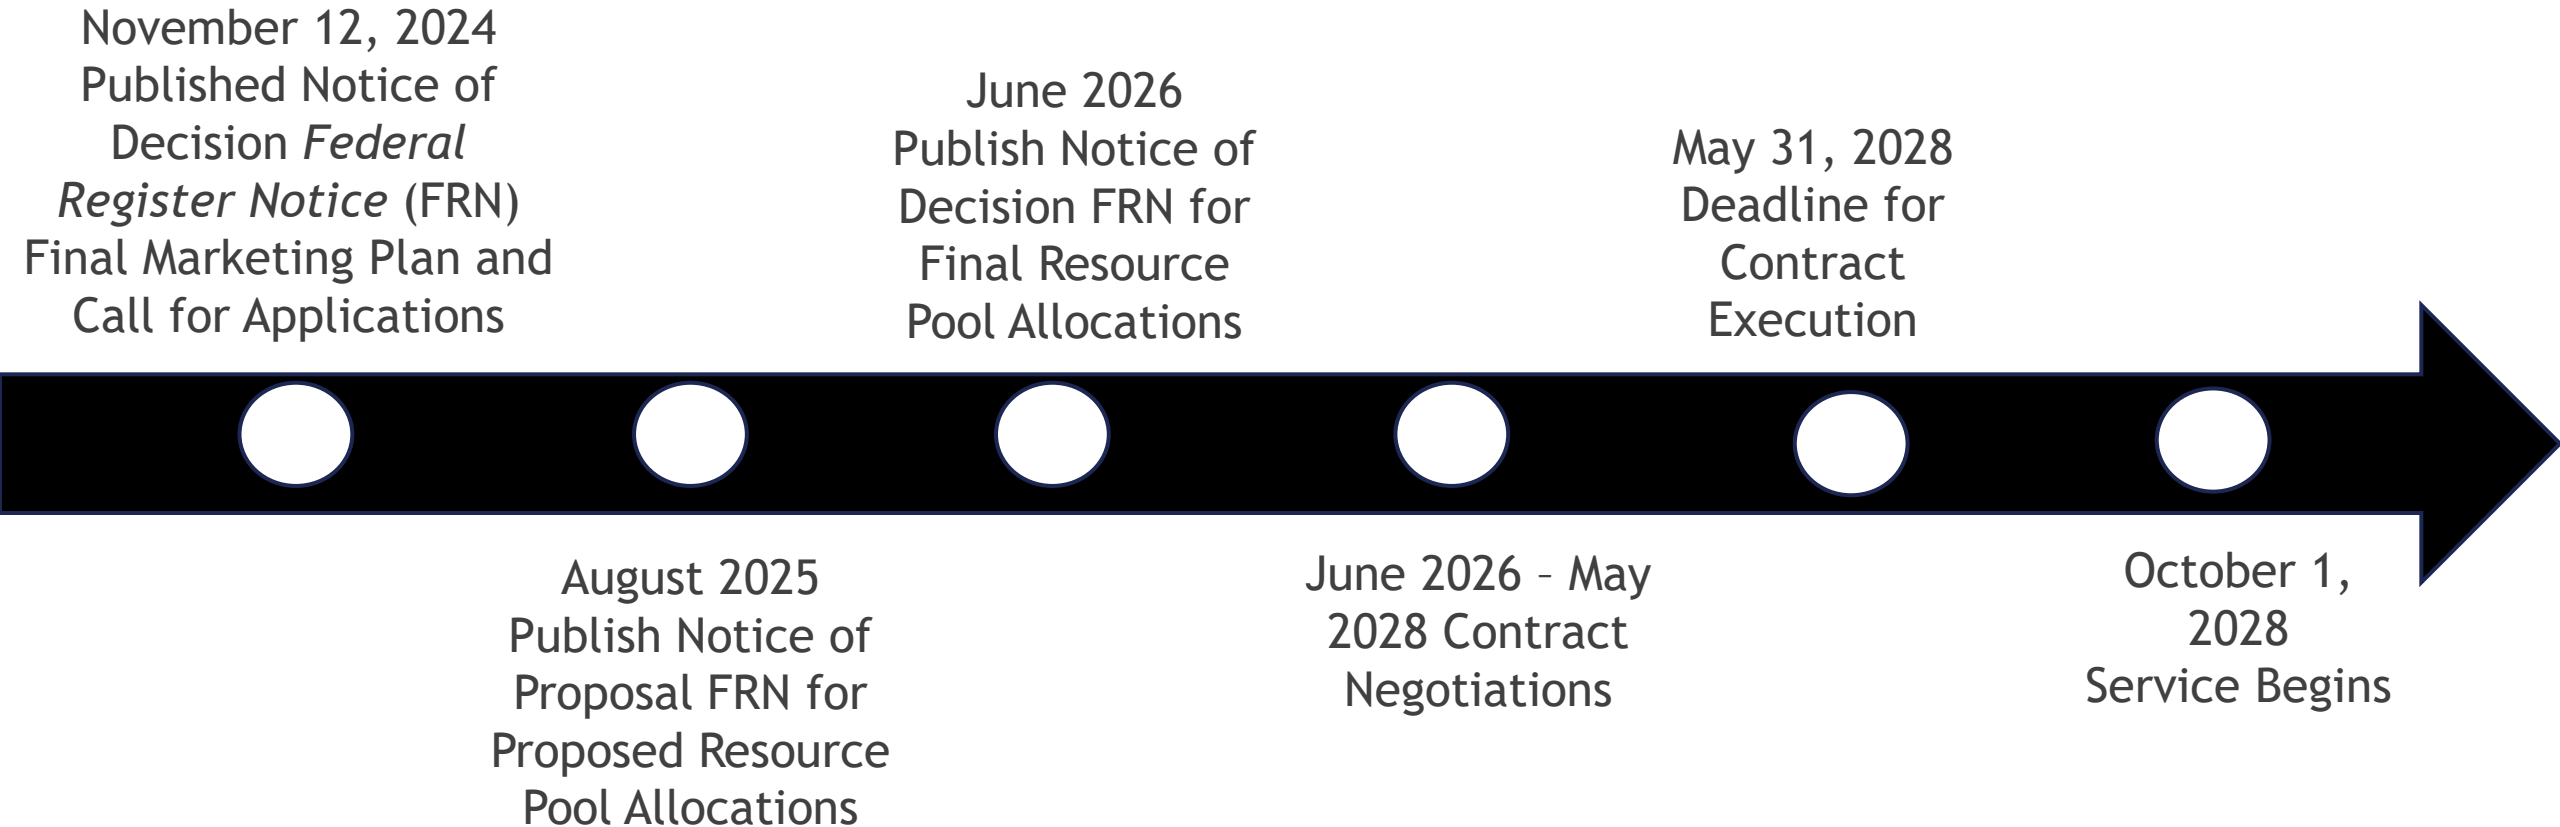 November 12, 2024
Published Notice of
Decision Federal
Register Notice (FRN)
Final Marketing Plan and
Call for Applications
August 2025
Publish Notice of
Proposal FRN for
Proposed Resource
Pool Allocations
June 2026
Publish Notice of
Decision FRN for
Final Resource
Pool Allocations
June 2026 – May
2028 Contract
Negotiations
May 31, 2028
Deadline for
Contract
Execution
October 1,
2028
Service Begins